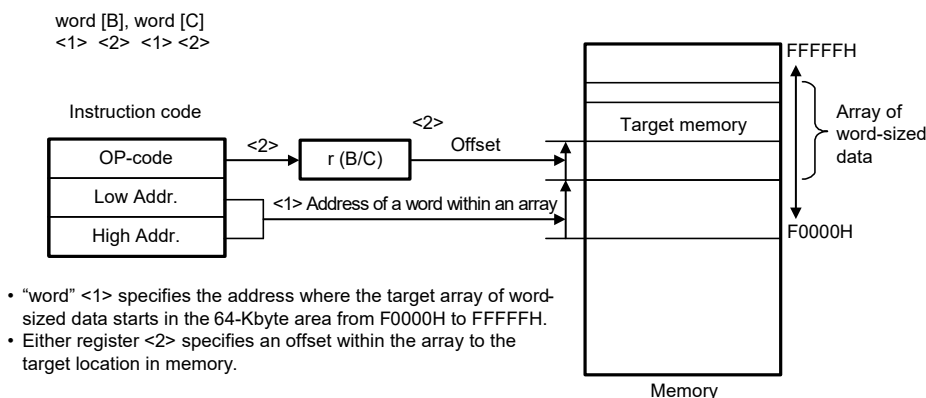 word [B], word [C]
<1> <2> <1> <2>
FFFFFH
Instruction code
Array of
word-sized
data
<2>
<2>
Offset
Target memory
OP-code
r (B/C)
Low Addr.
<1> Address of a word within an array
High Addr.
F0000H
• “word” <1> specifies the address where the target array of word-
sized data starts in the 64-Kbyte area from F0000H to FFFFFH.
• Either register <2> specifies an offset within the array to the
target location in memory.
Memory